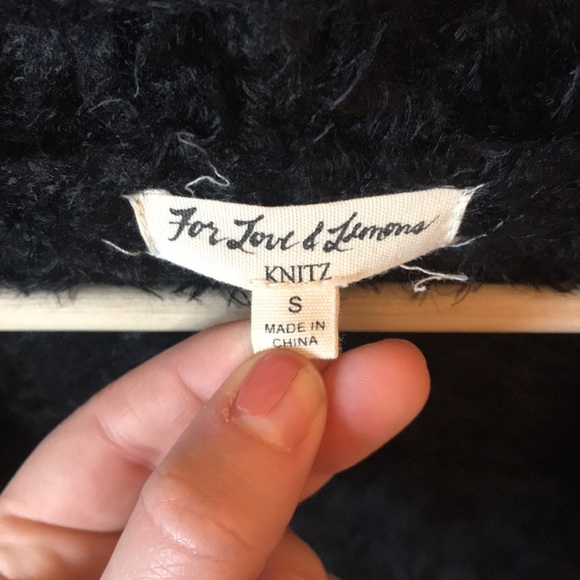 For Love & Lemons
KNITZ
S
MADE IN
CHINA